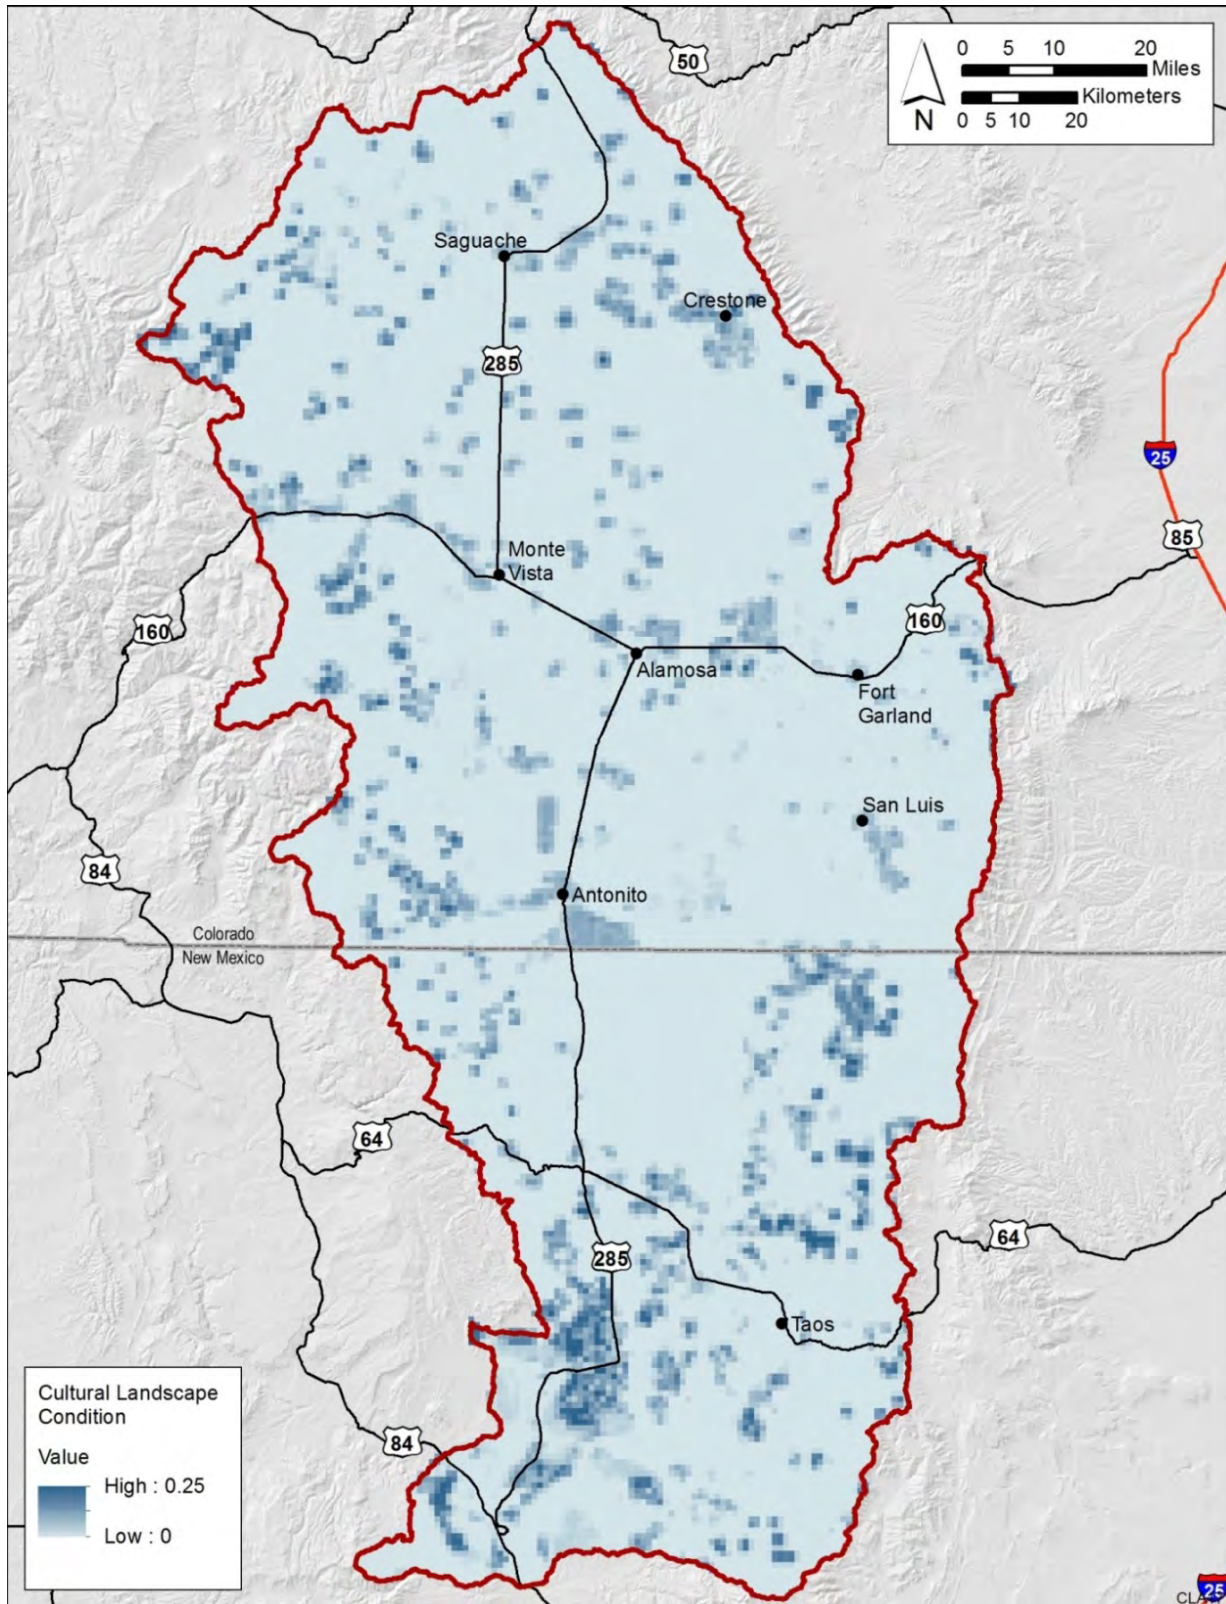 50
0 5 10 20
Miles
Kilometers
N
0 5 10 20
Saguache
Crestone
285
25
85
Monte
Vista
160
160
Alamosa
Fort
Garland
San Luis
84
Antonito
Colorado
New Mexico
64
64
285
Taos
Cultural Landscape
Condition
Value
High : 0.25
Low : 0
84
25